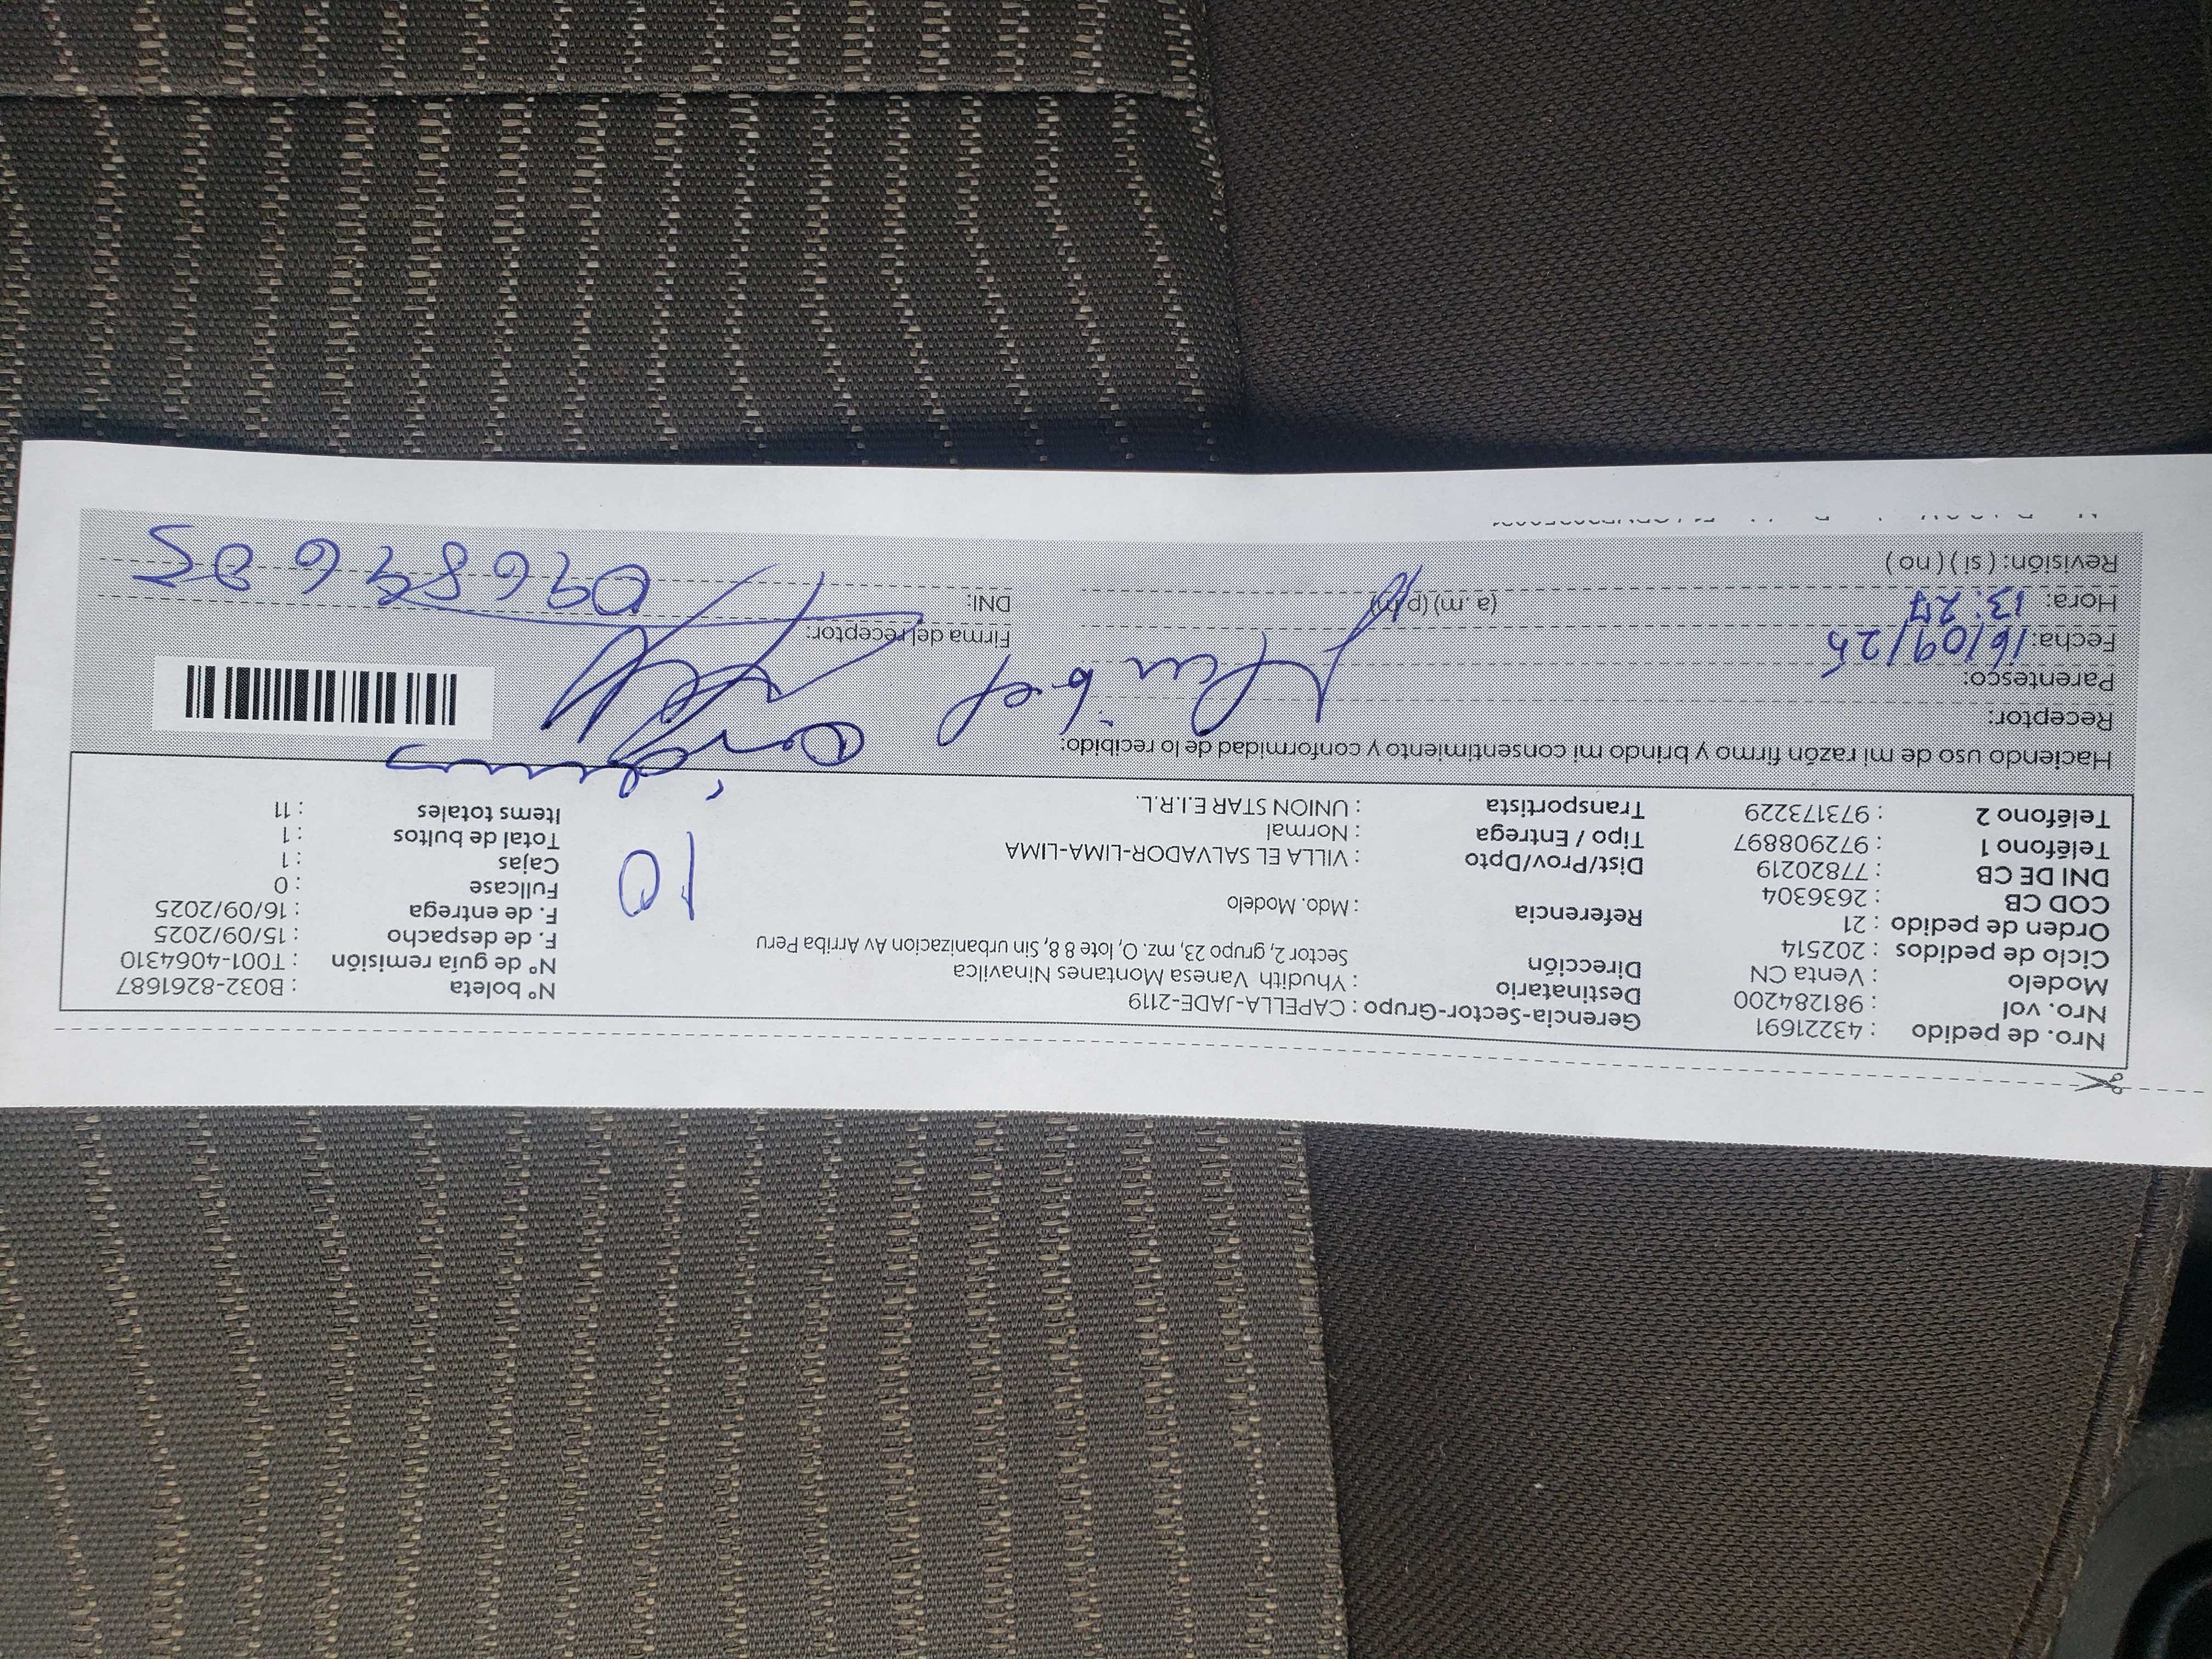 Nro. de pedido : 43221691
Nro. vol : 981284200
Modelo : Venta CN
Ciclo de pedidos : 202514
Orden de pedido : 21
COD CB : 2636304
DNI DE CB : 77820219
Teléfono 1 : 972908897
Teléfono 2 : 973173229
Gerencia-Sector-Grupo : CAPELLA-JADE-2119
Destinatario : Yhudith Vanesa Montanes Ninavilca
Dirección Sector 2, grupo 23, mz. O, lote 8 8, Sin urbanizacion Av Arriba Peru
Referencia : Mdo. Modelo
Dist/Prov/Dpto : VILLA EL SALVADOR-LIMA-LIMA
Tipo / Entrega : Normal
Transportista : UNION STAR E.I.R.L.
10
Nº boleta : B032-8261687
Nº de guía remisión : T001-4064310
F. de despacho : 15/09/2025
F. de entrega : 16/09/2025
Fullcase : 0
Cajas : 1
Total de bultos : 1
Items totales : 11
Haciendo uso de mi razón firmo y brindo mi consentimiento y conformidad de lo recibido:
Receptor:
Parentesco:
Fecha: 16/09/25
Hora: 13:27 (a.m) (p.m)
Revisión: ( si ) ( no )
Firma del receptor:
DNI: